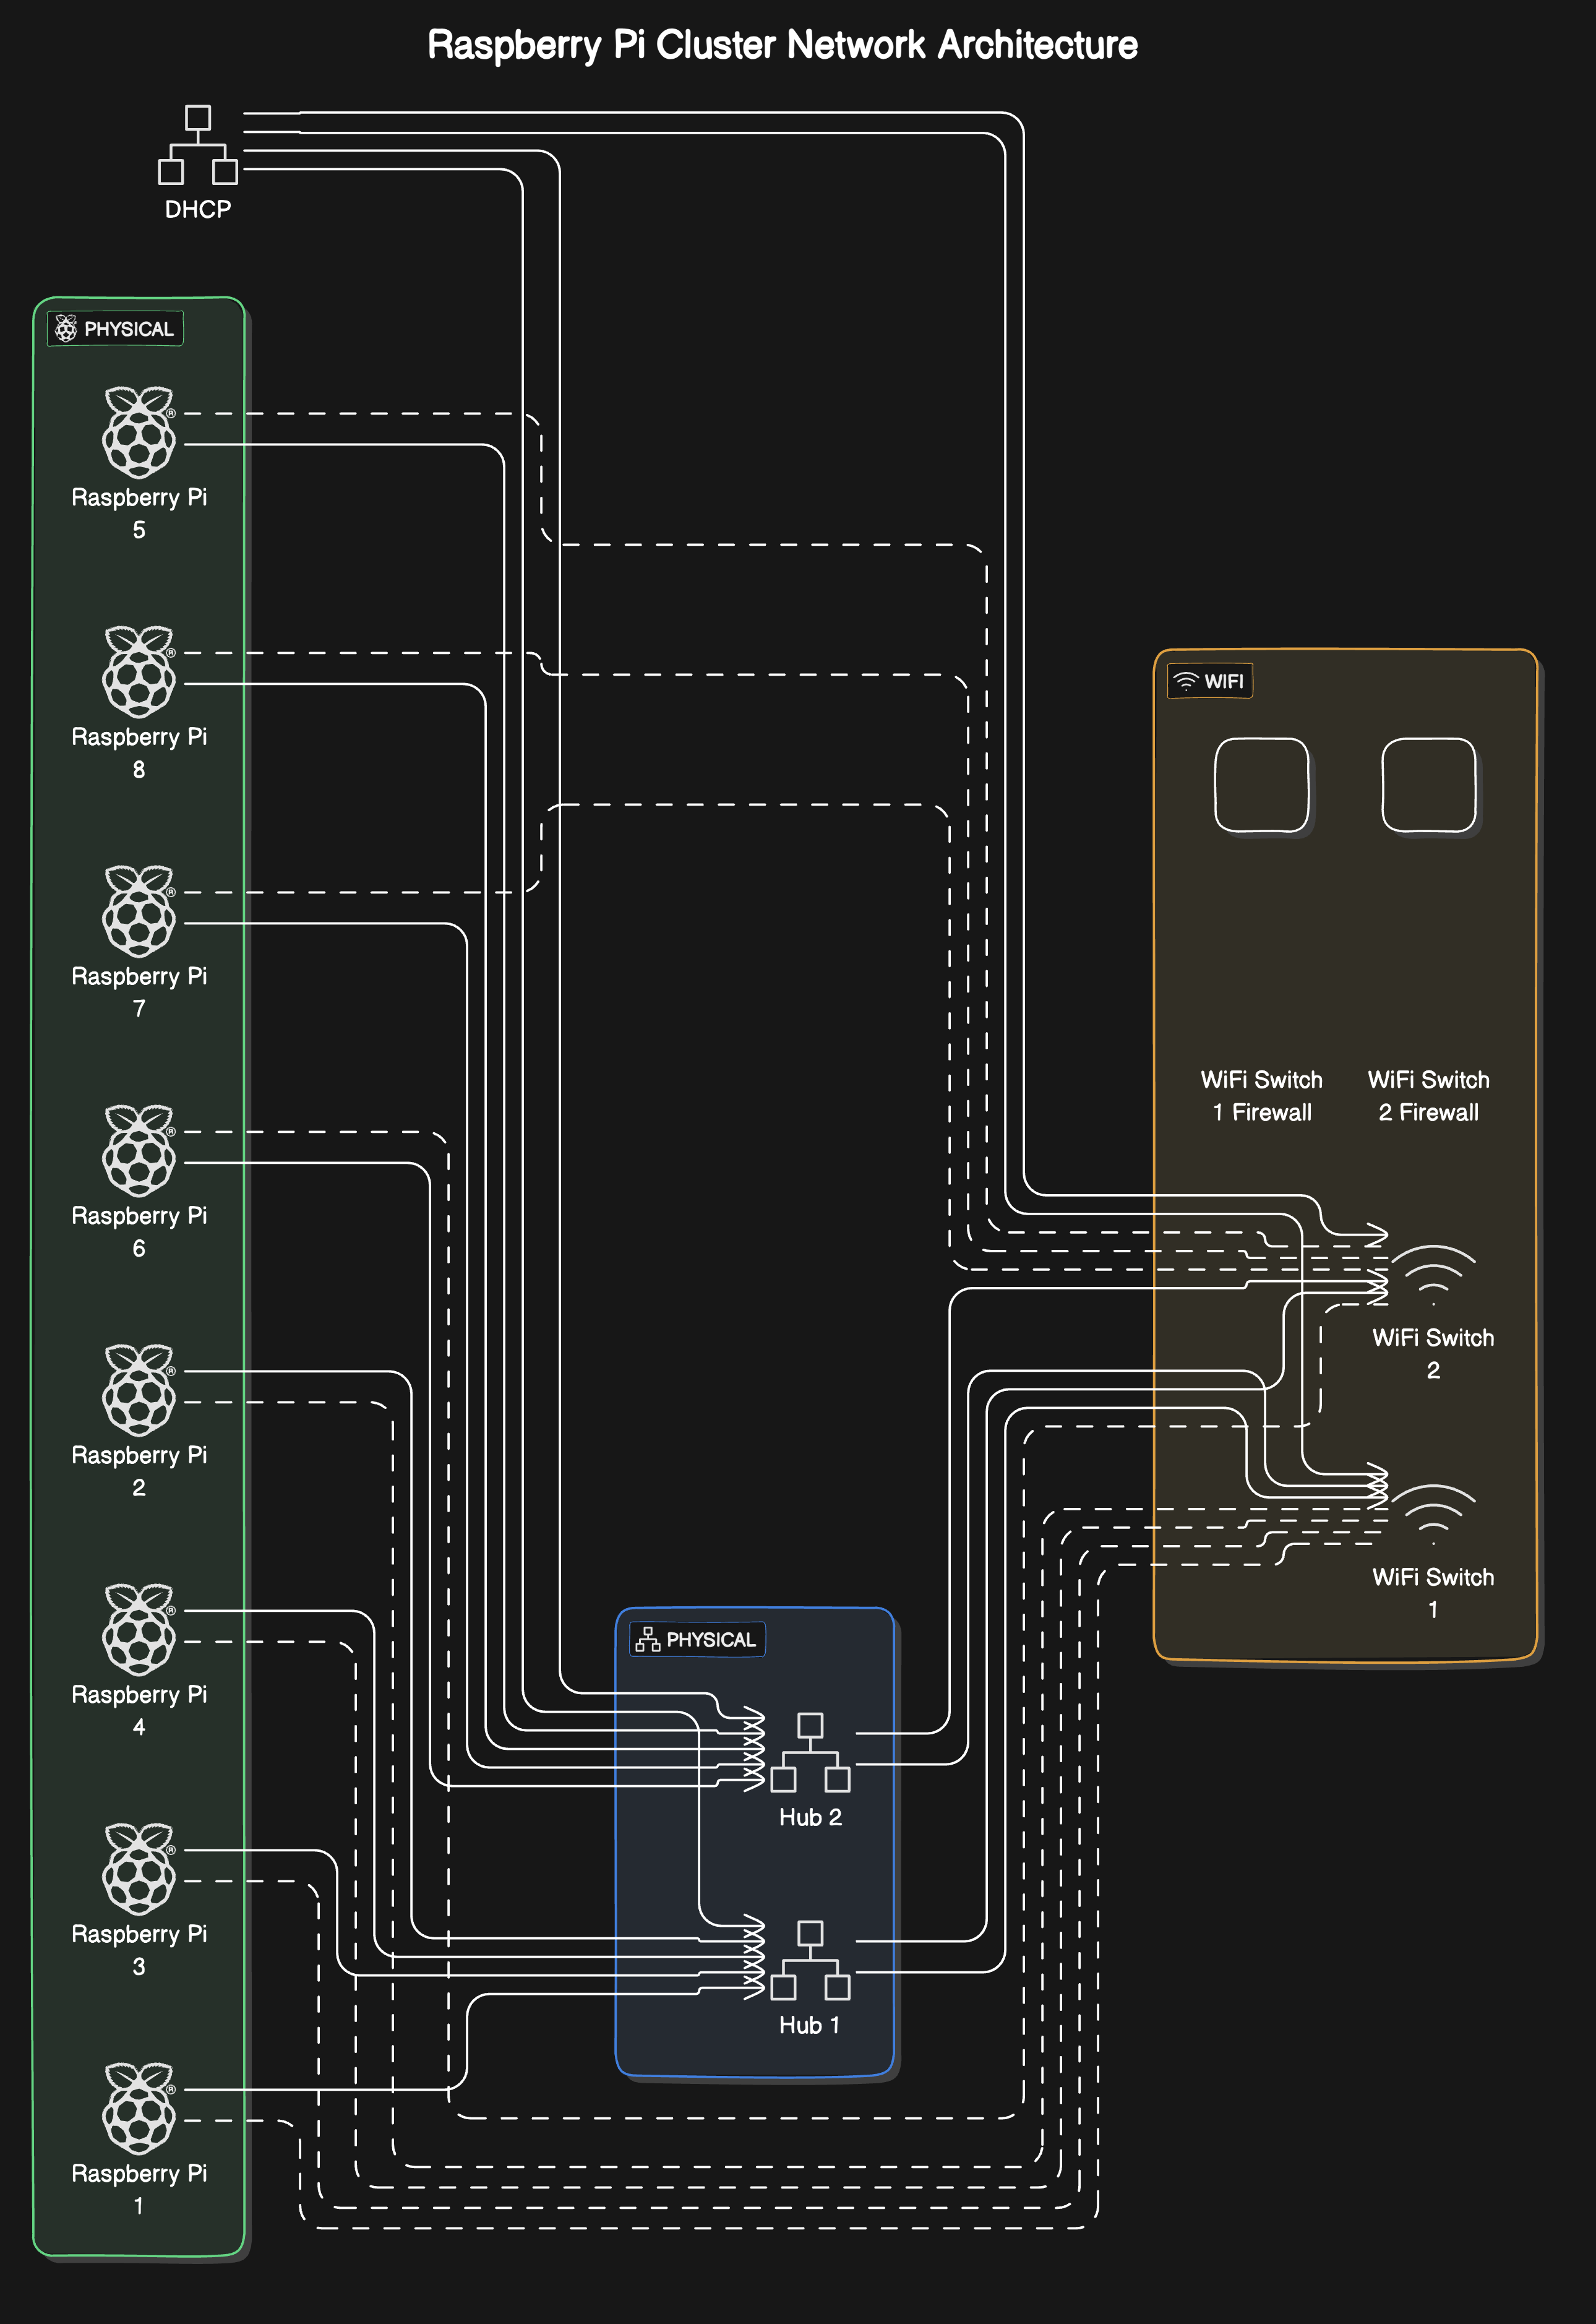 Raspberry Pi Cluster Network Architecture
DHCP
PHYSICAL
Raspberry Pi
5
Raspberry Pi
8
Raspberry Pi
7
Raspberry Pi
6
Raspberry Pi
2
Raspberry Pi
4
Raspberry Pi
3
Raspberry Pi
1
PHYSICAL
Hub 2
Hub 1
WIFI
WiFi Switch
1 Firewall
WiFi Switch
2 Firewall
WiFi Switch
2
WiFi Switch
1